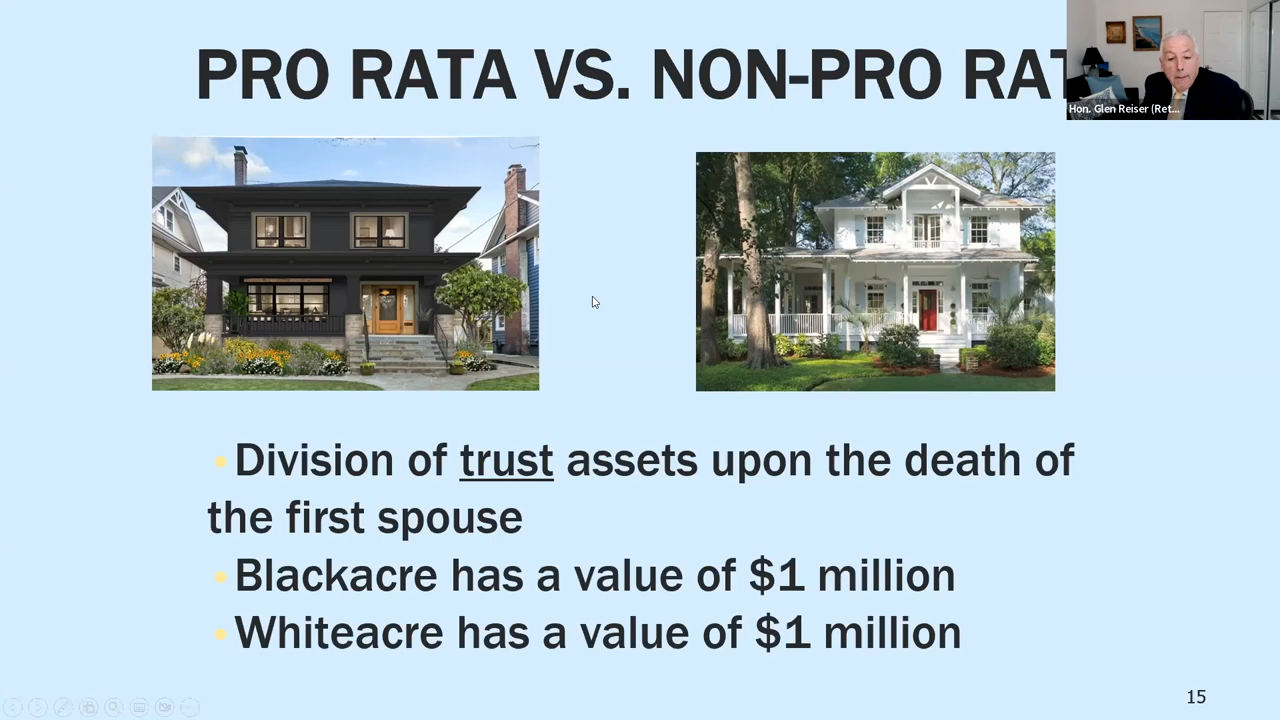 PRO RATA VS. NON-PRO RAT
Hon. Glen Reiser (Ret...
Division of trust assets upon the death of
the first spouse
Blackacre has a value of $1 million
Whiteacre has a value of $1 million
15